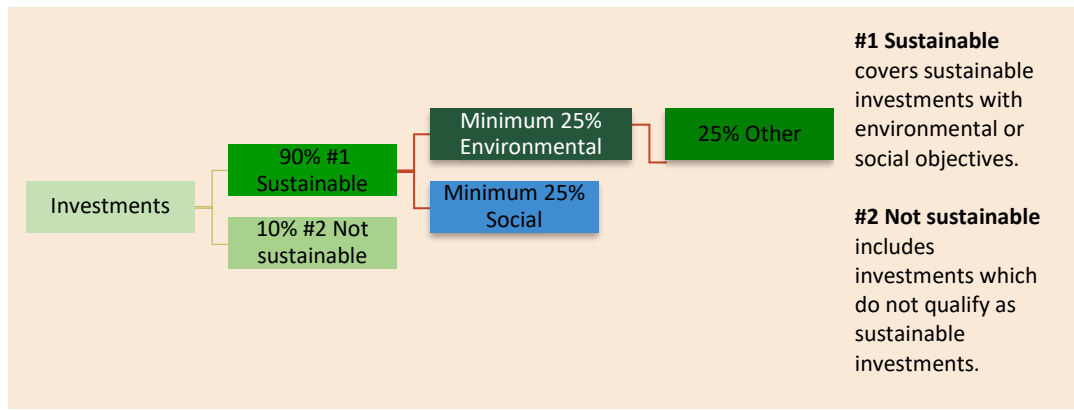 Investments
90% #1
Sustainable
10% #2 Not
sustainable
Minimum 25%
Environmental
Minimum 25%
Social
25% Other
#1 Sustainable
covers sustainable
investments with
environmental or
social objectives.
#2 Not sustainable
includes
investments which
do not qualify as
sustainable
investments.